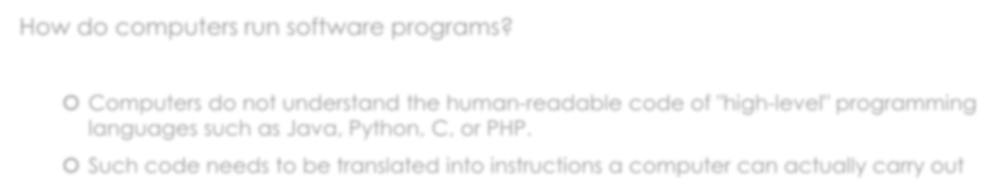 How do computers run software programs?
Computers do not understand the human-readable code of "high-level" programming
languages such as Java, Python, C, or PHP.
Such code needs to be translated into instructions a computer can actually carry out